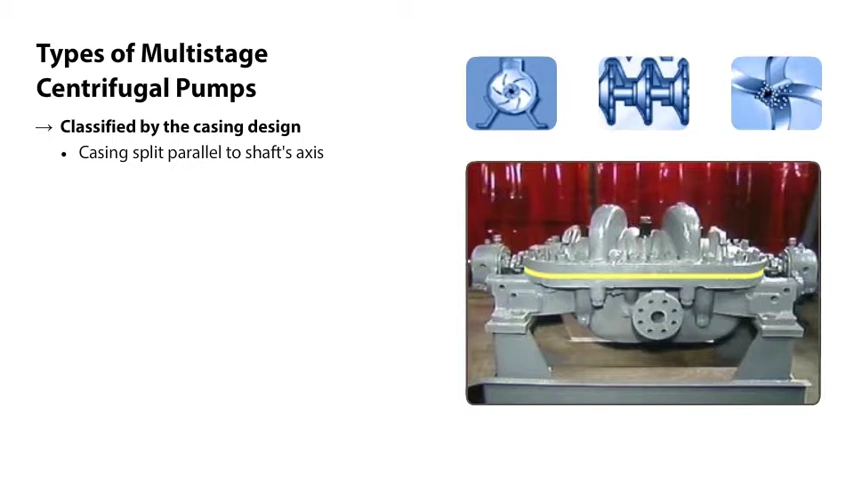 Types of Multistage
Centrifugal Pumps
→ Classified by the casing design
• Casing split parallel to shaft's axis